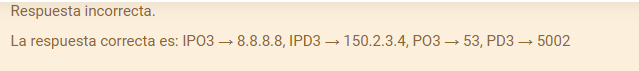 Respuesta incorrecta.
La respuesta correcta es: IPO3 → 8.8.8.8, IPD3 → 150.2.3.4, PO3 → 53, PD3 → 5002